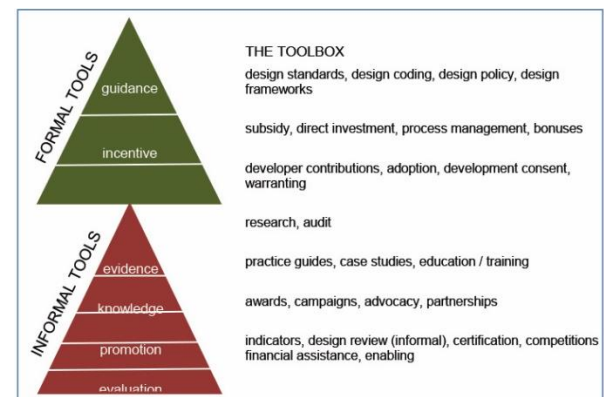 FORMAL TOOLS
guidance
incentive
INFORMAL TOOLS
evidence
knowledge
promotion
evaluation
THE TOOLBOX
design standards, design coding, design policy, design
frameworks
subsidy, direct investment, process management, bonuses
developer contributions, adoption, development consent,
warranting
research, audit
practice guides, case studies, education / training
awards, campaigns, advocacy, partnerships
indicators, design review (informal), certification, competitions
financial assistance, enabling